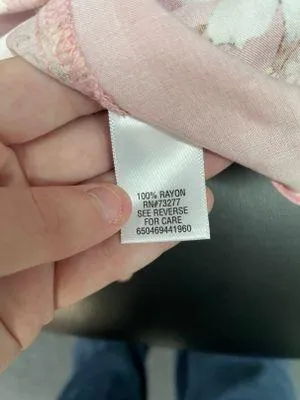 100% RAYON
RN#73277
SEE REVERSE
FOR CARE
650469441960